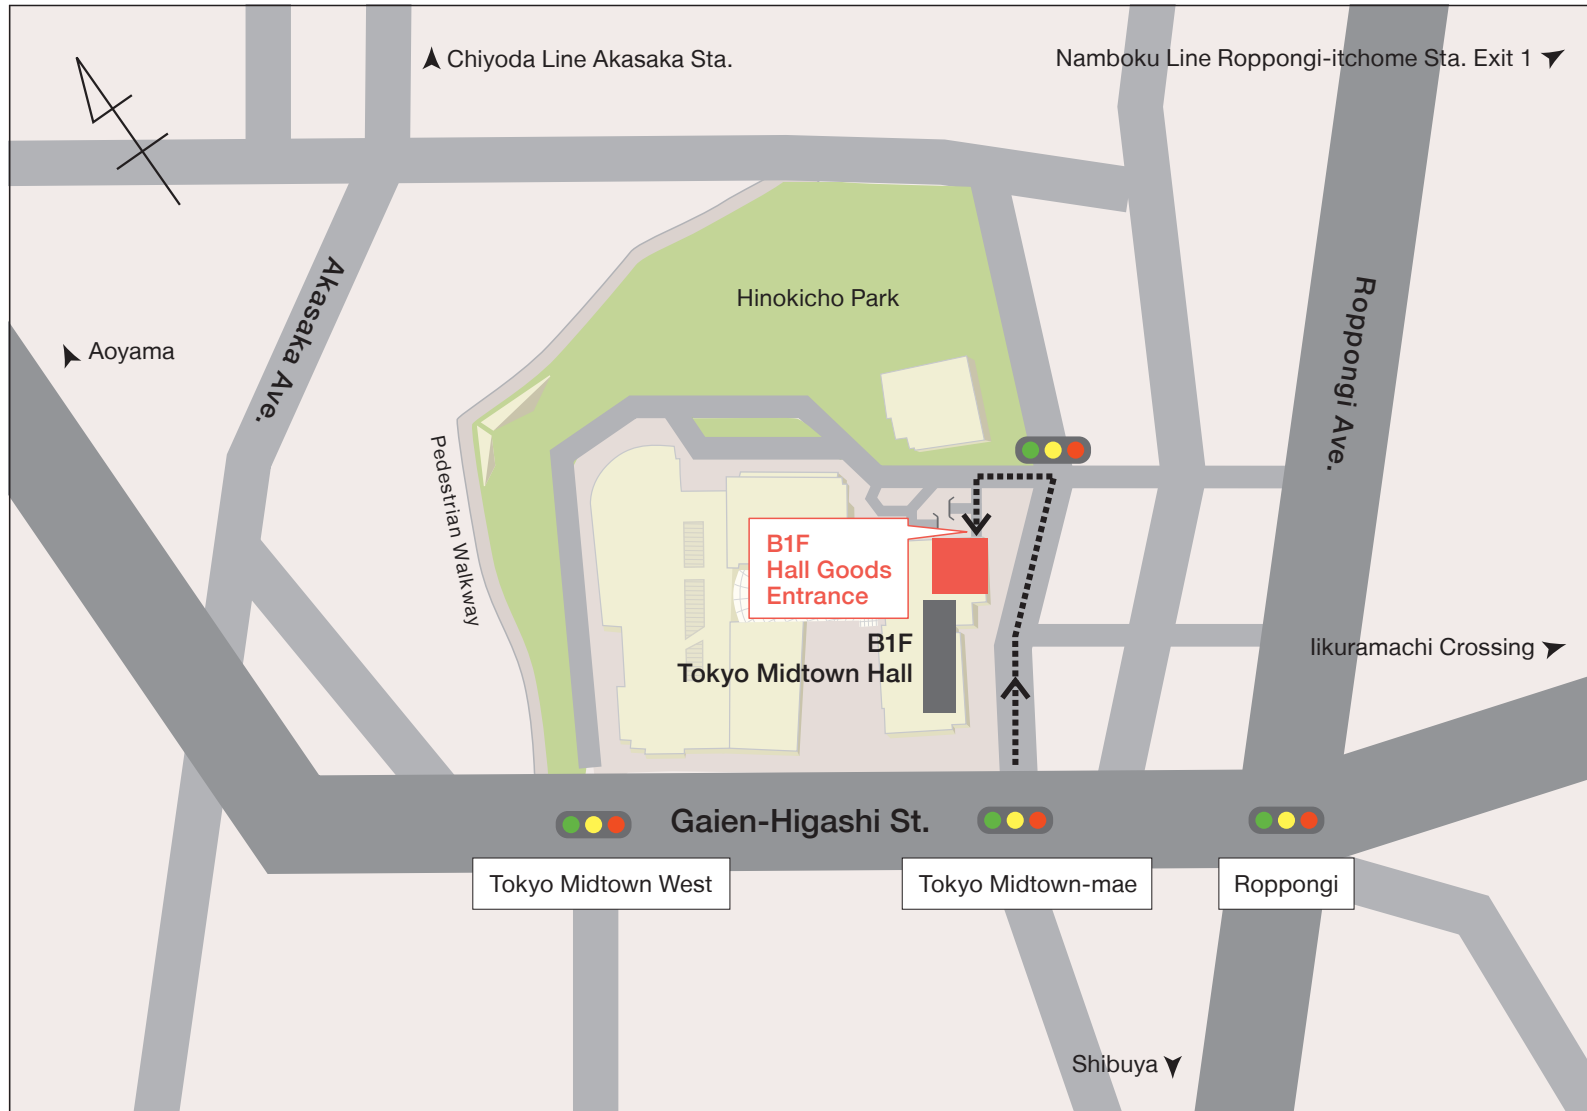 Chiyoda Line Akasaka Sta.
Namboku Line Roppongi-itchome Sta. Exit 1
Hinokicho Park
Akasaka Ave.
Roppongi Ave.
Aoyama
Pedestrian Walkway
B1F
Hall Goods
Entrance
B1F
Tokyo Midtown Hall
Iikuramachi Crossing
Gaien-Higashi St.
Tokyo Midtown West
Tokyo Midtown-mae
Roppongi
Shibuya